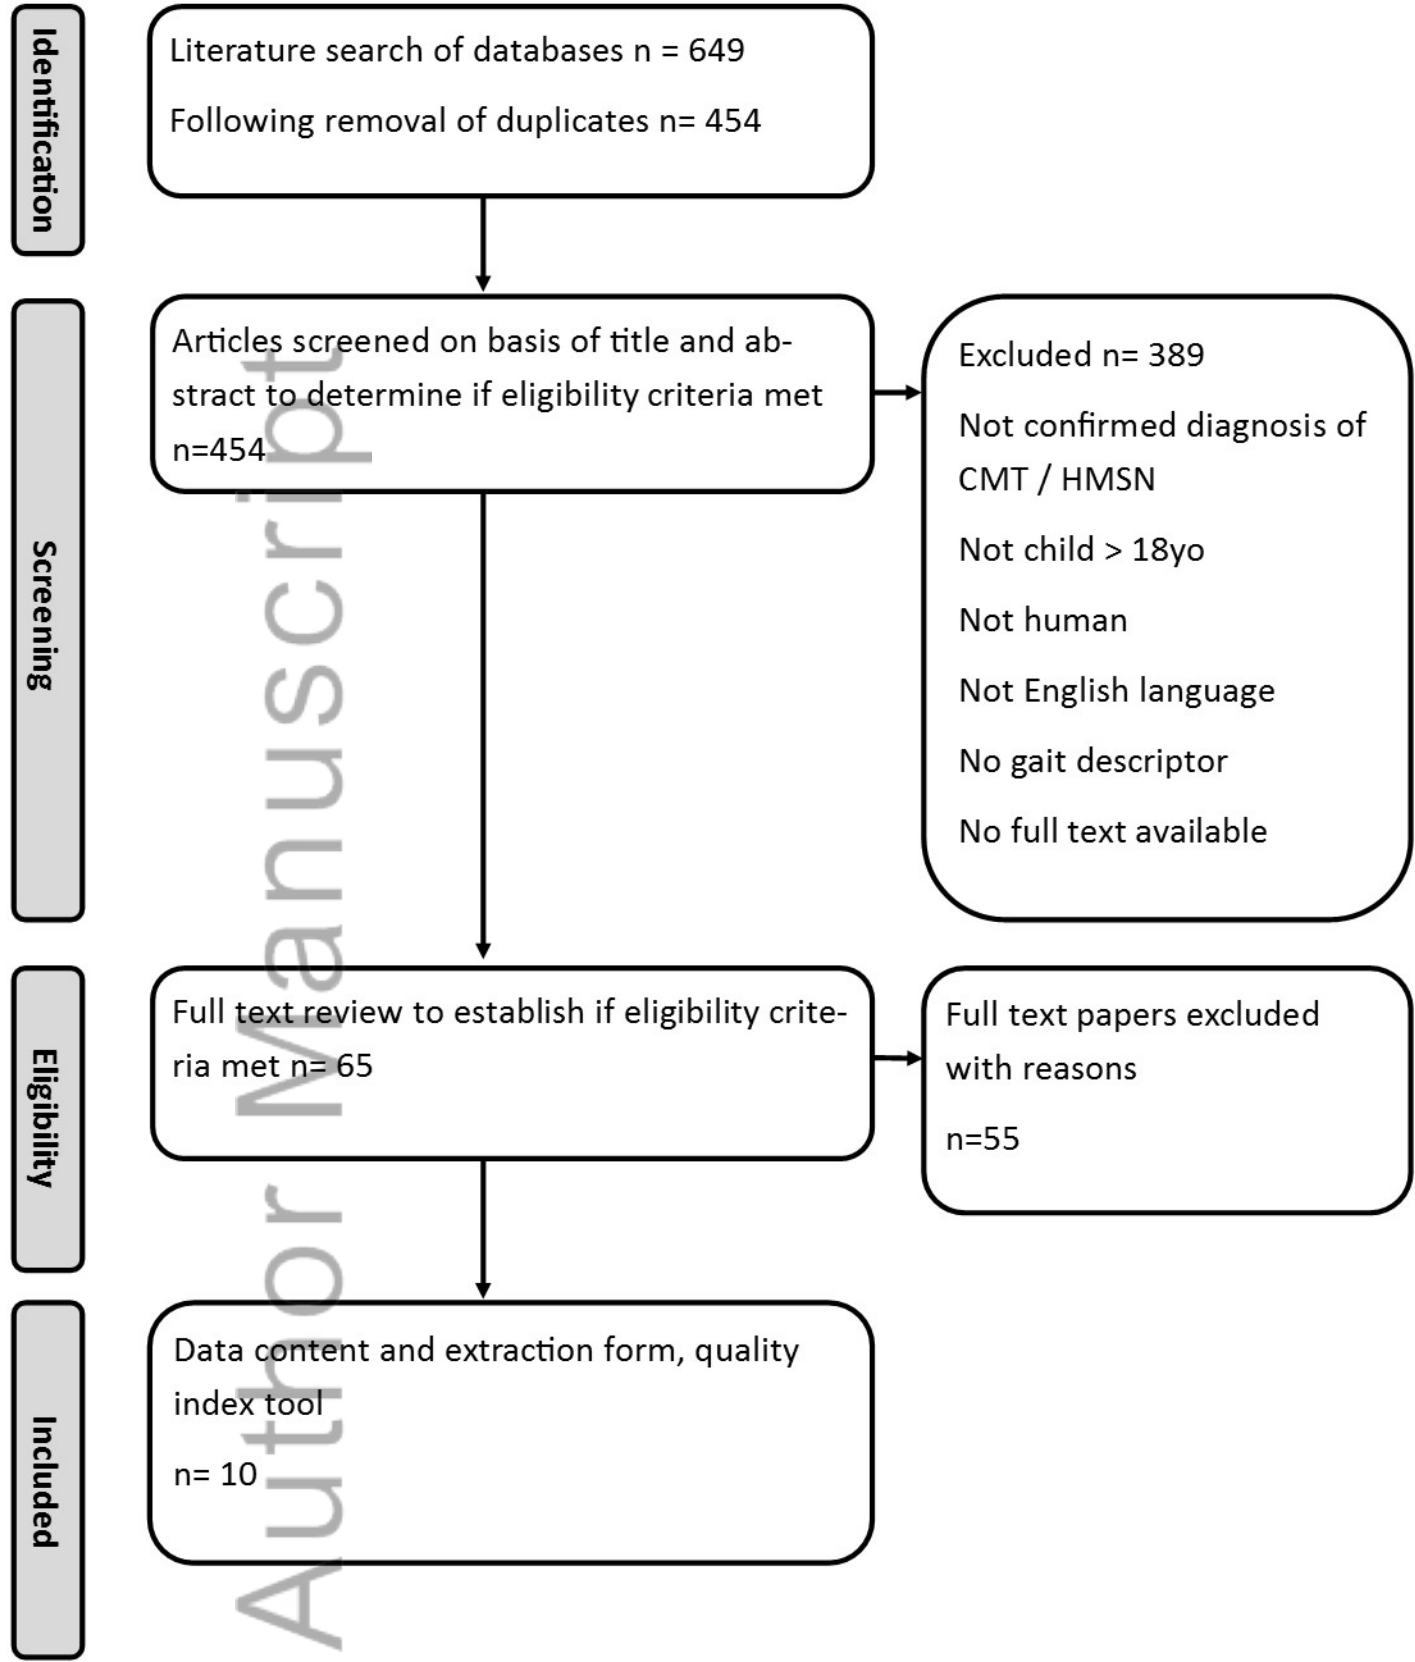 Identification
Literature search of databases n = 649
Following removal of duplicates n= 454
Screening
Articles screened on basis of title and ab-
stract to determine if eligibility criteria met
n=454
Excluded n= 389
Not confirmed diagnosis of
CMT / HMSN
Not child > 18yo
Not human
Not English language
No gait descriptor
No full text available
Eligibility
Full text review to establish if eligibility crite-
ria met n= 65
Full text papers excluded
with reasons
n=55
Included
Data content and extraction form, quality
index tool
n= 10
Author Manuscript